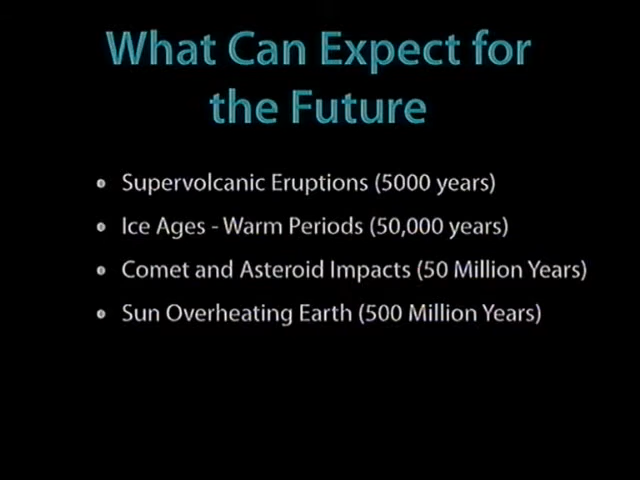 What Can Expect for
the Future
Supervolcanic Eruptions (5000 years)
Ice Ages - Warm Periods (50,000 years)
Comet and Asteroid Impacts (50 Million Years)
Sun Overheating Earth (500 Million Years)